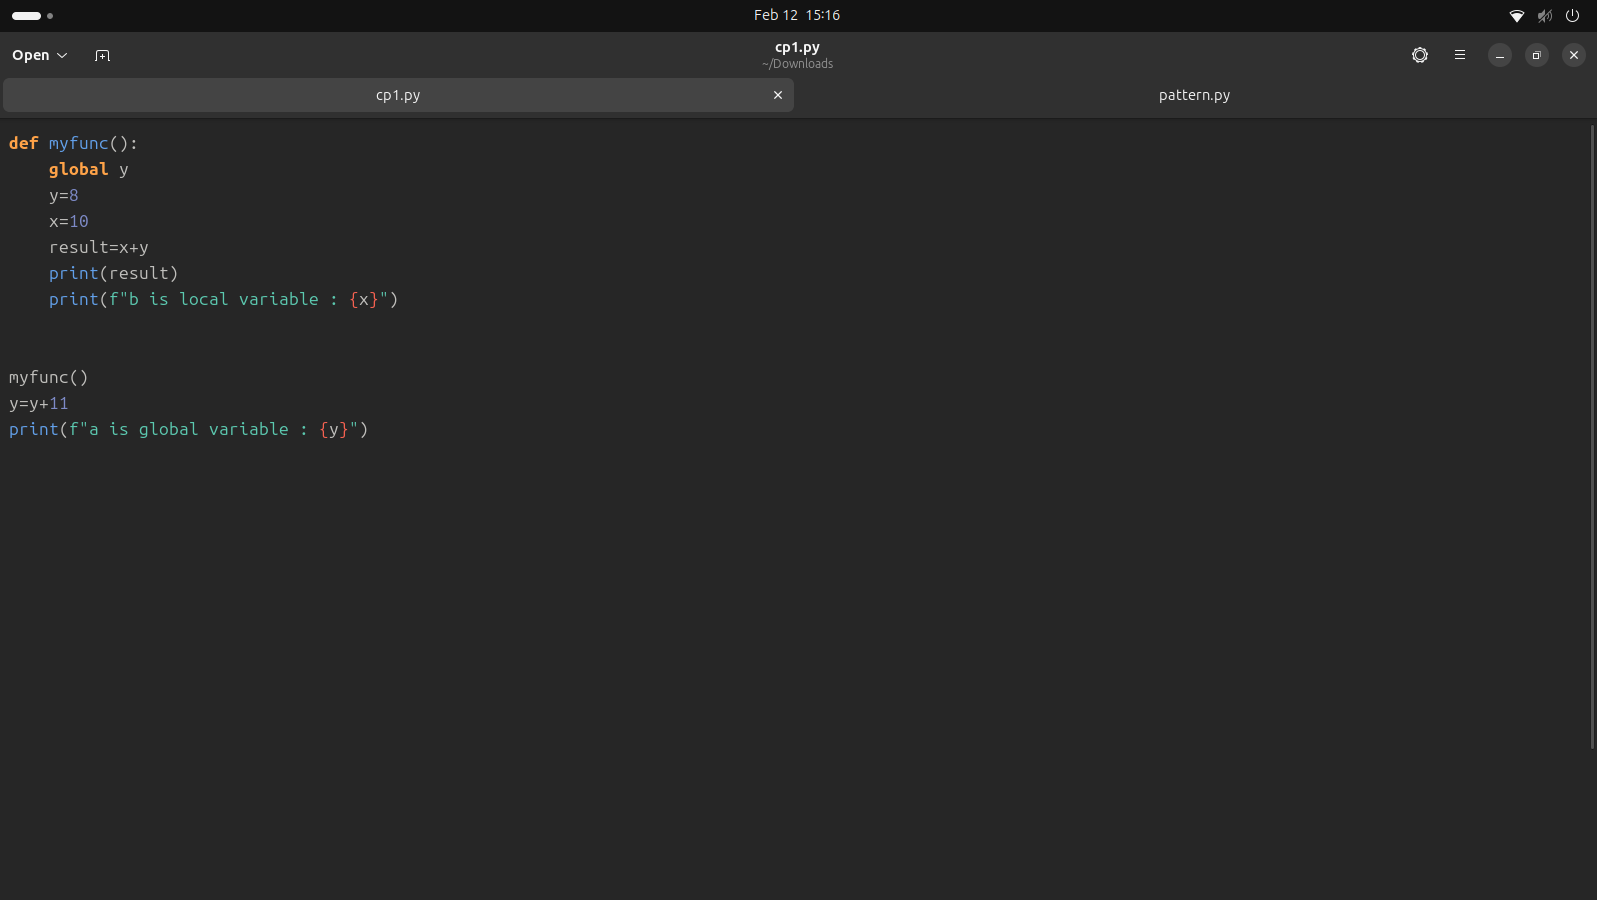 Feb 12 15:16
Open
cp1.py
~/Downloads
cp1.py
pattern.py
def myfunc():
    global y
    y=8
    x=10
    result=x+y
    print(result)
    print(f"b is local variable : {x}")
myfunc()
y=y+11
print(f"a is global variable : {y}")